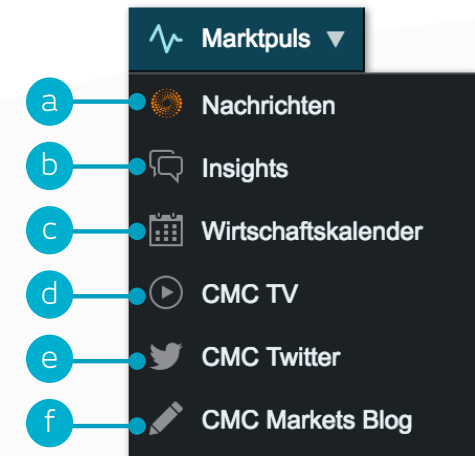 Marktpuls
a Nachrichten
b Insights
c Wirtschaftskalender
d CMC TV
e CMC Twitter
f CMC Markets Blog